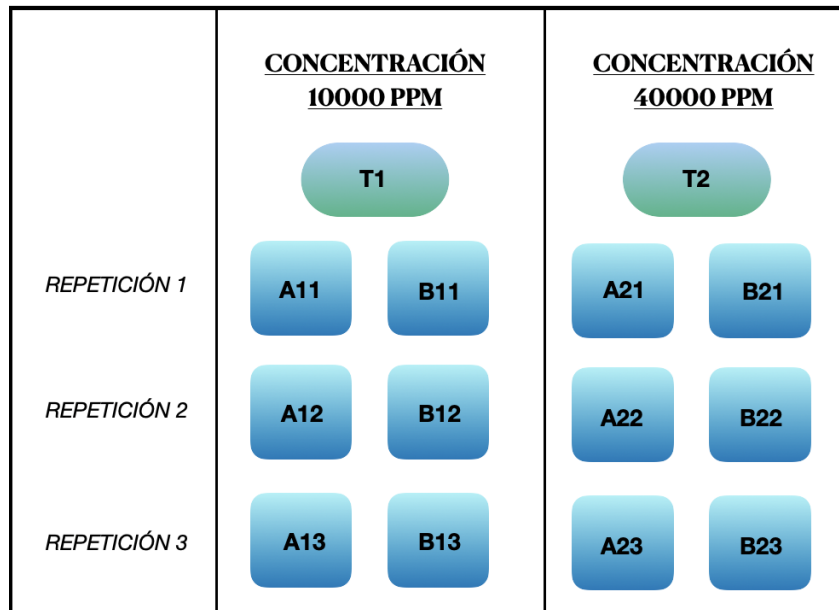 CONCENTRACIÓN
10000 PPM
CONCENTRACIÓN
40000 PPM
T1
T2
REPETICIÓN 1
A11
B11
A21
B21
REPETICIÓN 2
A12
B12
A22
B22
REPETICIÓN 3
A13
B13
A23
B23